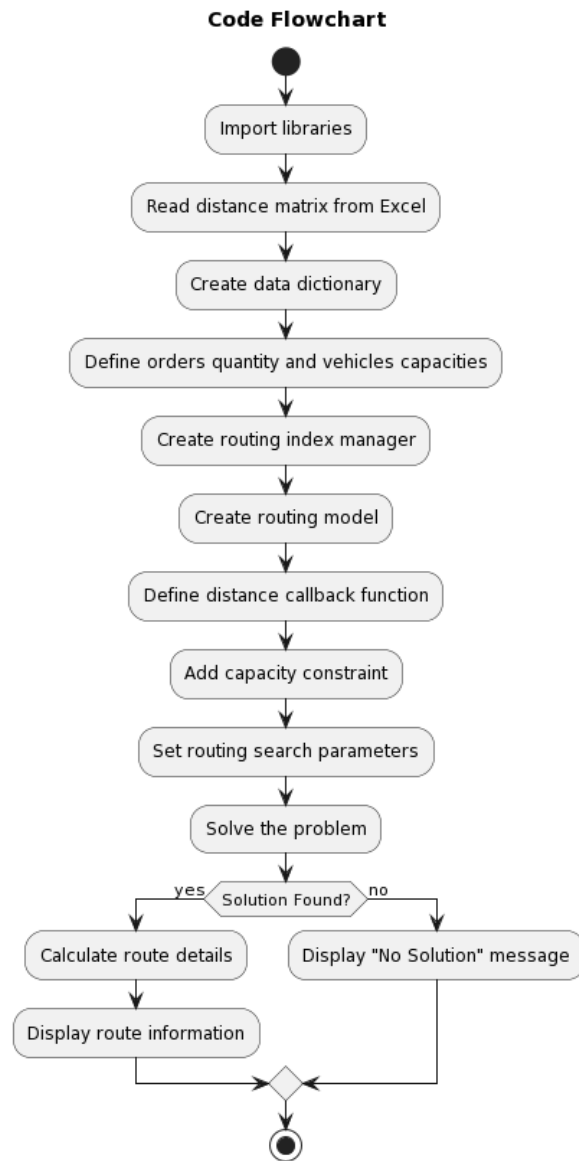 Code Flowchart
Import libraries
Read distance matrix from Excel
Create data dictionary
Define orders quantity and vehicles capacities
Create routing index manager
Create routing model
Define distance callback function
Add capacity constraint
Set routing search parameters
Solve the problem
yes
Solution Found?
no
Calculate route details
Display "No Solution" message
Display route information